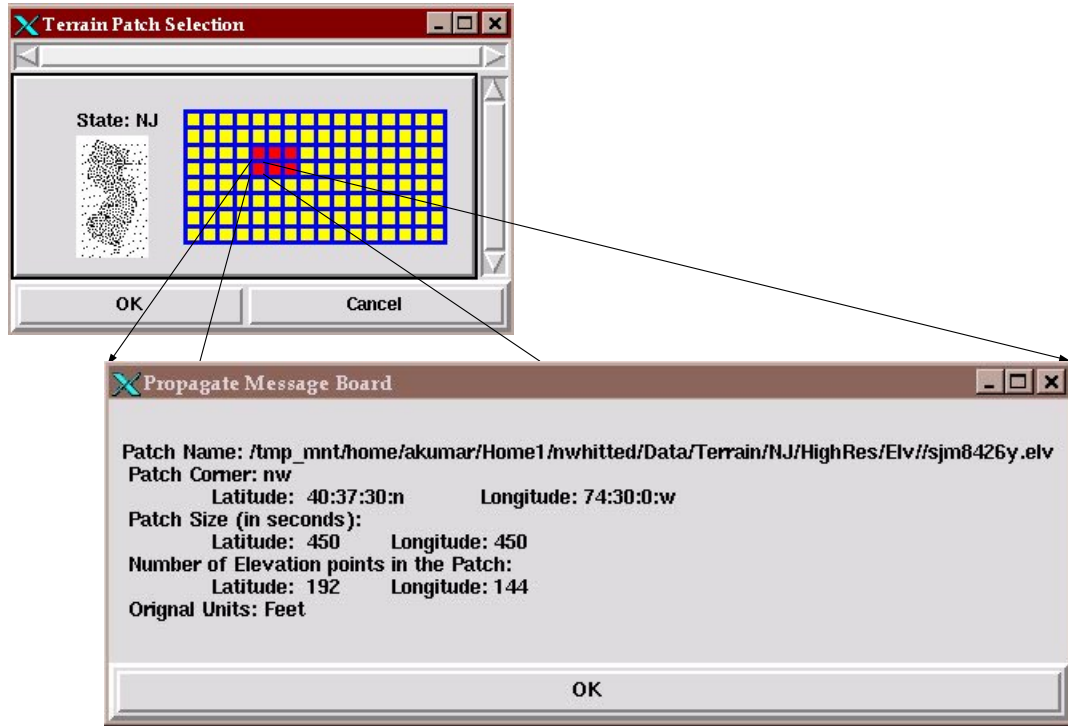 Terrain Patch Selection
State: NJ
OK Cancel
Propagate Message Board
Patch Name: /tmp_mnt/home/akumar/Home1/nwhitted/Data/Terrain/NJ/HighRes/Elv//sjm8426y.elv
Patch Corner: nw
Latitude: 40:37:30:n Longitude: 74:30:0:w
Patch Size (in seconds):
Latitude: 450 Longitude: 450
Number of Elevation points in the Patch:
Latitude: 192 Longitude: 144
Orignal Units: Feet
OK